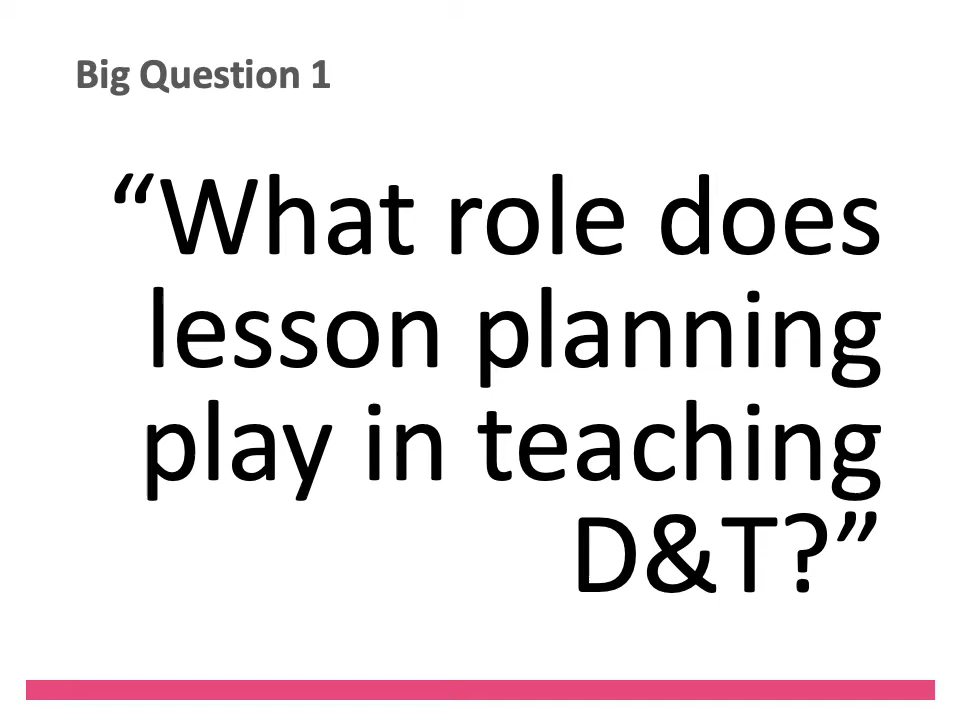 Big Question 1
“What role does
lesson planning
play in teaching
D&T?”